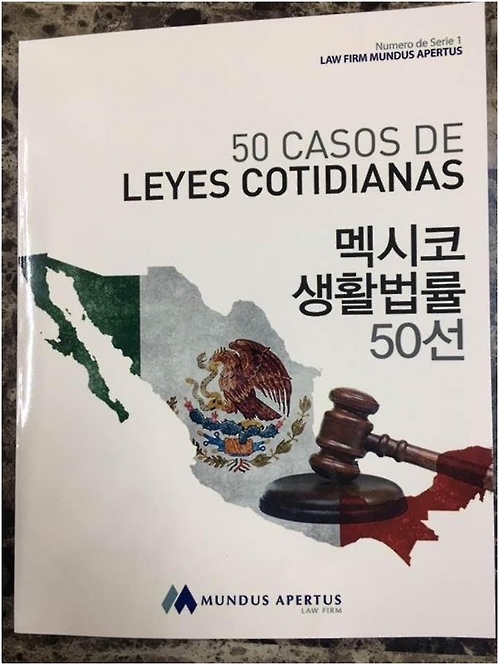 Numero de Serie 1
LAW FIRM MUNDUS APERTUS
50 CASOS DE
LEYES COTIDIANAS
멕시코
생활법률
50선
MUNDUS APERTUS
LAW FIRM